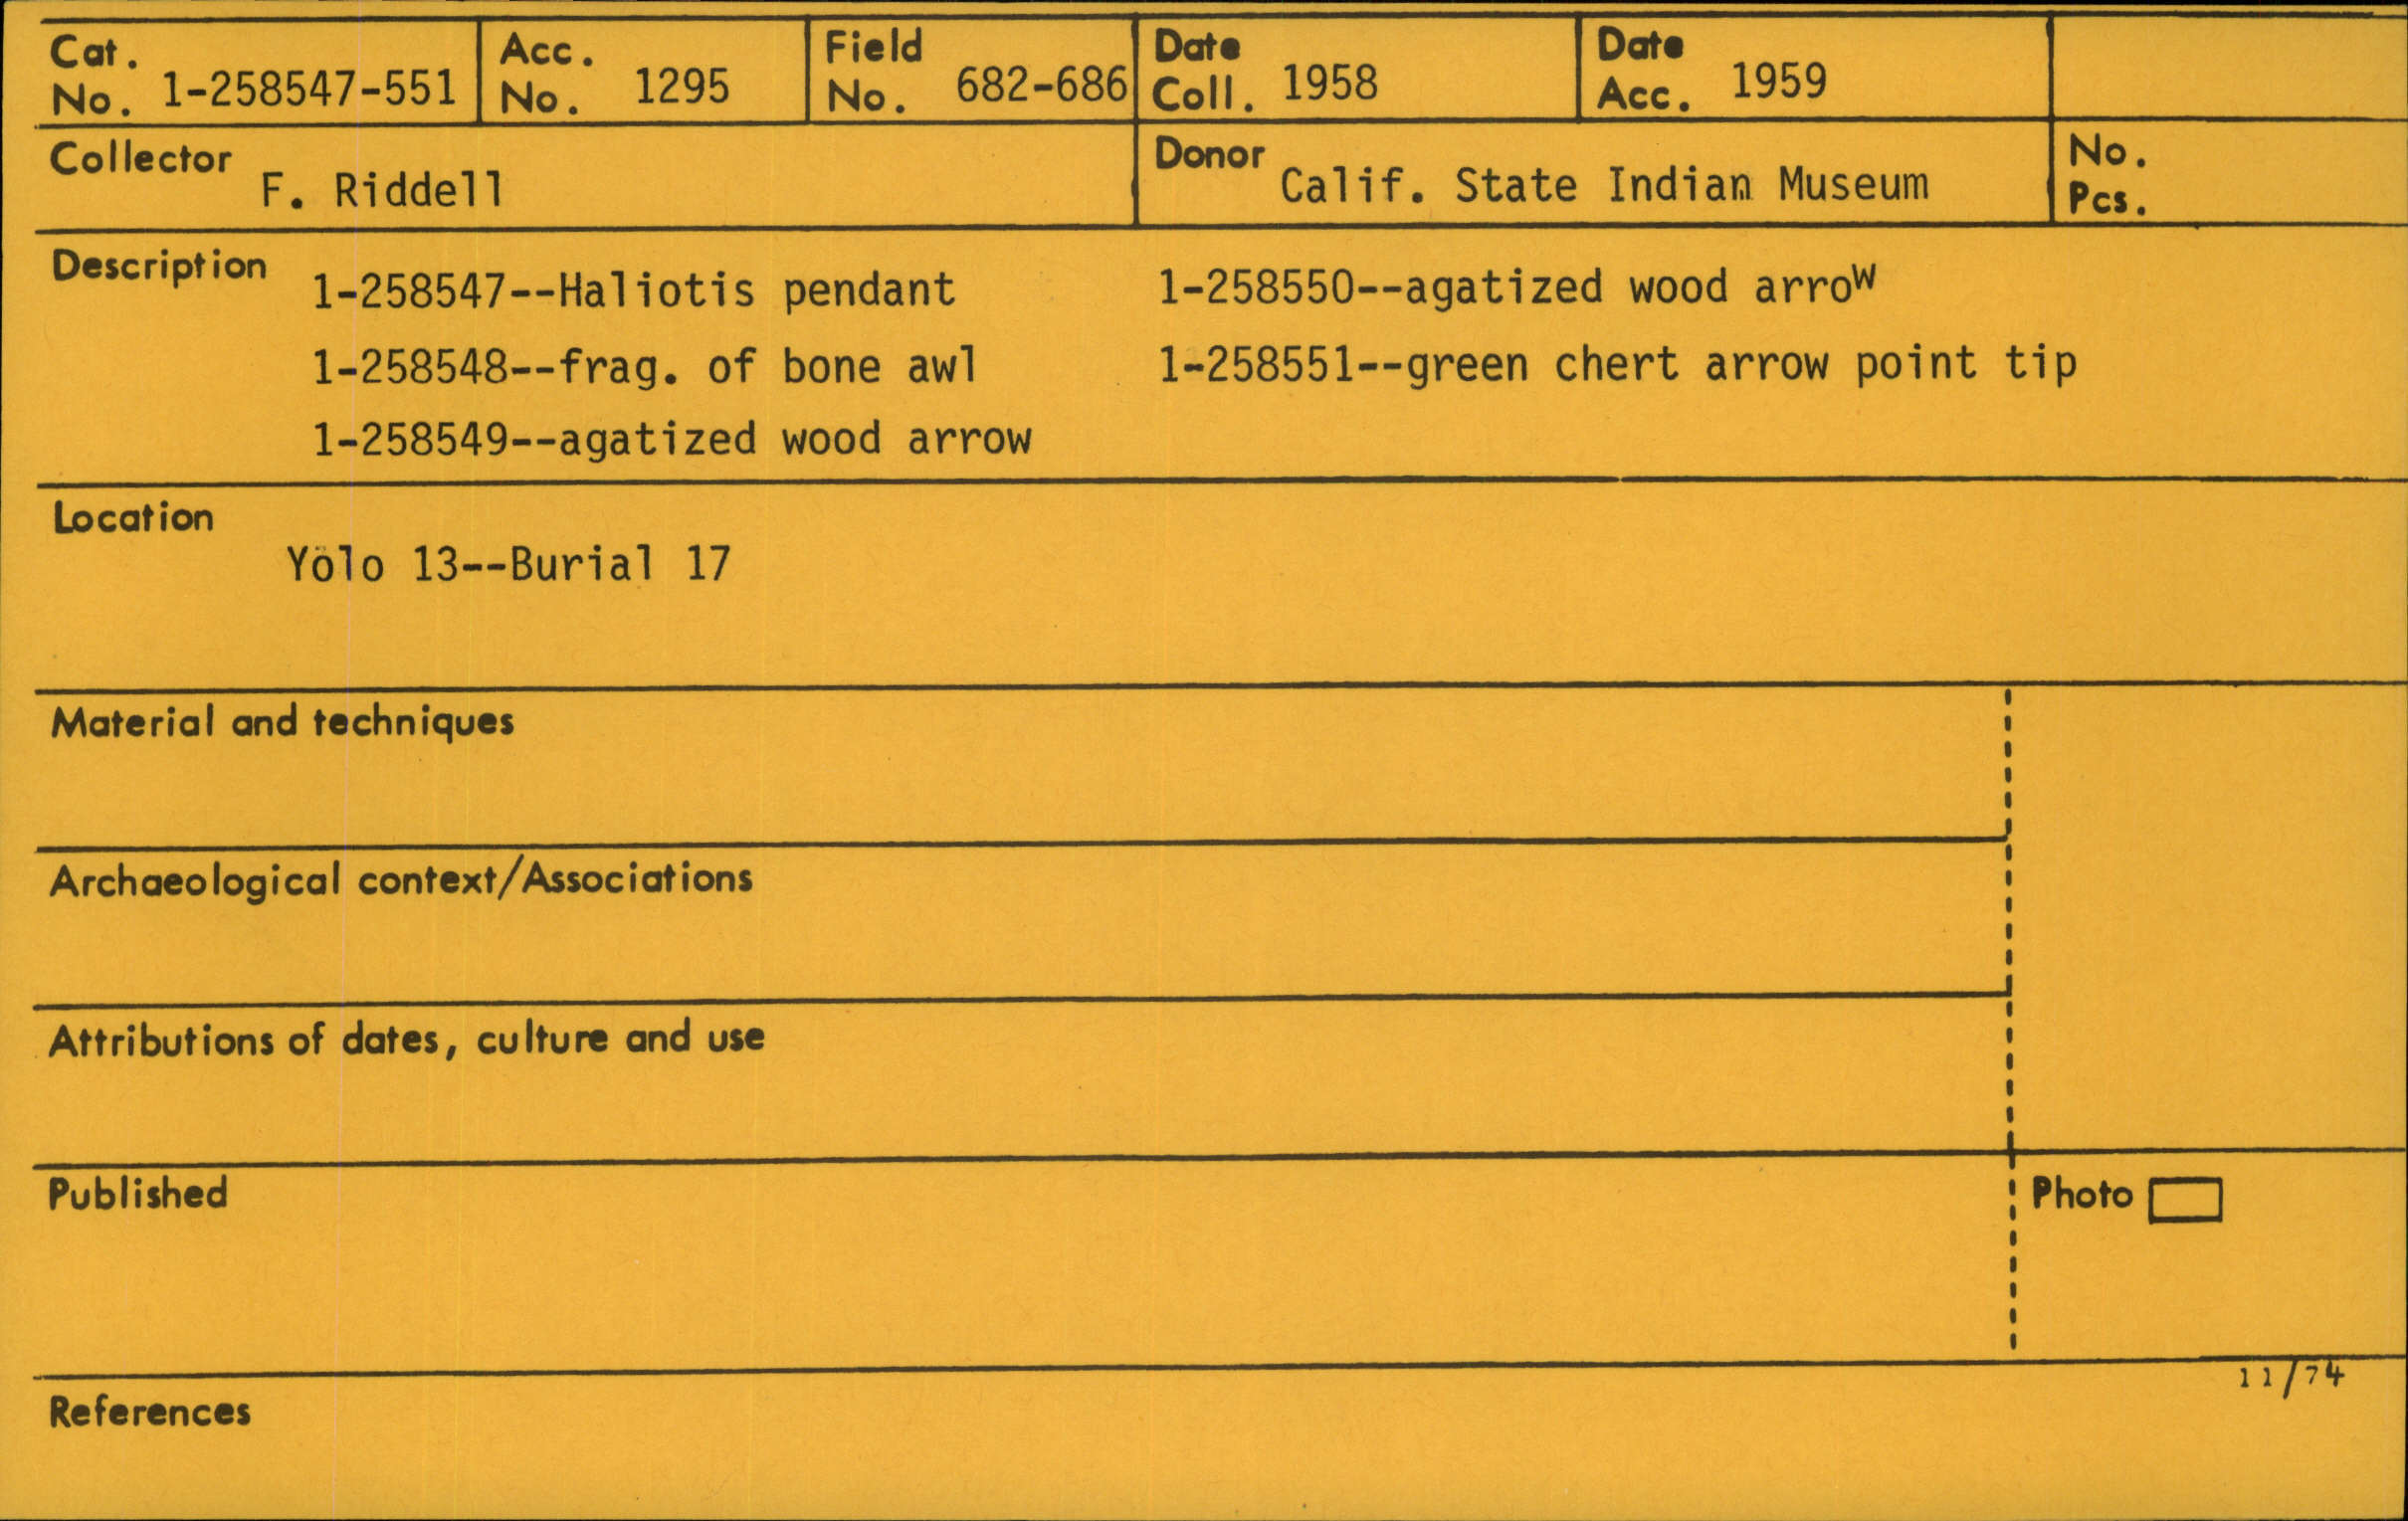 Cat. No. 1-258547-551
Acc. No. 1295
Field No. 682-686
Date Coll. 1958
Date Acc. 1959
Collector F. Riddell
Donor Calif. State Indian Museum
No. Pcs.
Description
1-258547--Haliotis pendant
1-258548--frag. of bone awl
1-258549--agatized wood arrow
1-258550--agatized wood arrow
1-258551--green chert arrow point tip
Location
Yolo 13--Burial 17
Material and techniques
Archaeological context/Associations
Attributions of dates, culture and use
Published
Photo
11/74
References